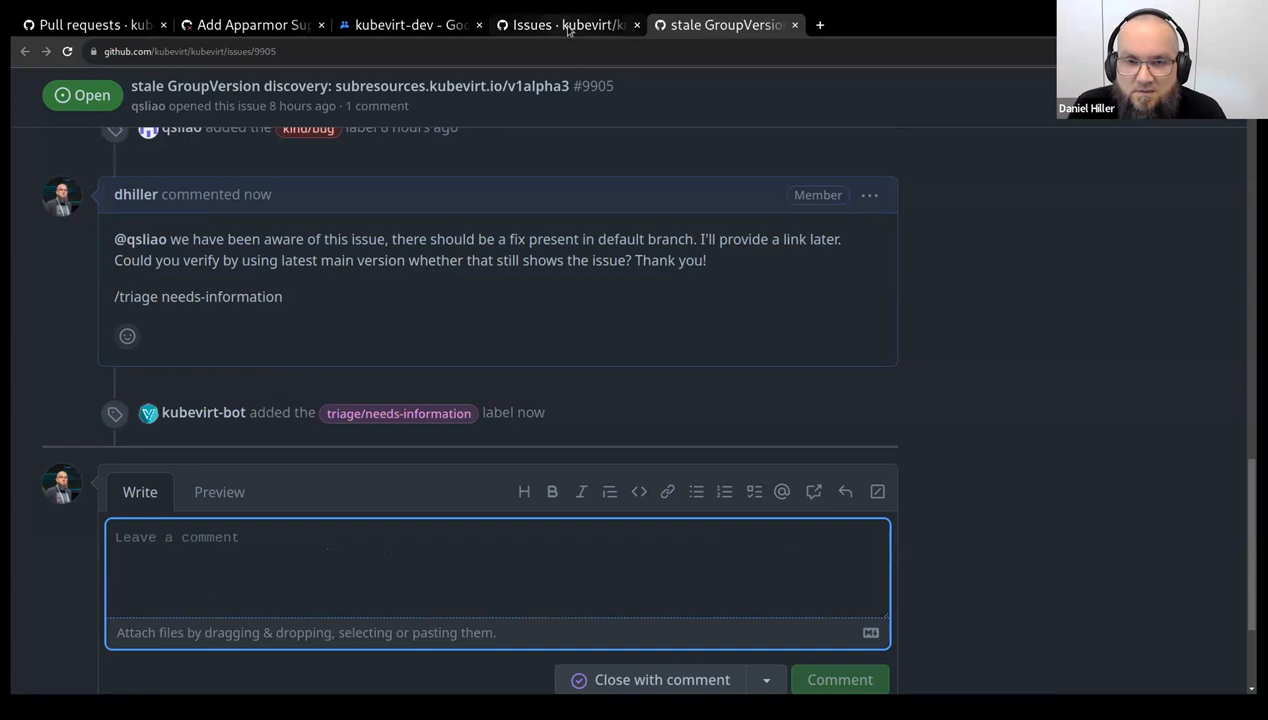 Pull requests · kub
Add Apparmor Sup
kubevirt-dev - Goo
Issues · kubevirt/ku
stale GroupVersio
github.com/kubevirt/kubevirt/issues/9905
Open
stale GroupVersion discovery: subresources.kubevirt.io/v1alpha3 #9905
qsliao opened this issue 8 hours ago · 1 comment
Daniel Hiller
qsliao added the kind/bug label 8 hours ago
dhiller commented now
Member
@qsliao we have been aware of this issue, there should be a fix present in default branch. I'll provide a link later.
Could you verify by using latest main version whether that still shows the issue? Thank you!
/triage needs-information
kubevirt-bot added the triage/needs-information label now
Write
Preview
Leave a comment
Attach files by dragging & dropping, selecting or pasting them.
Close with comment
Comment